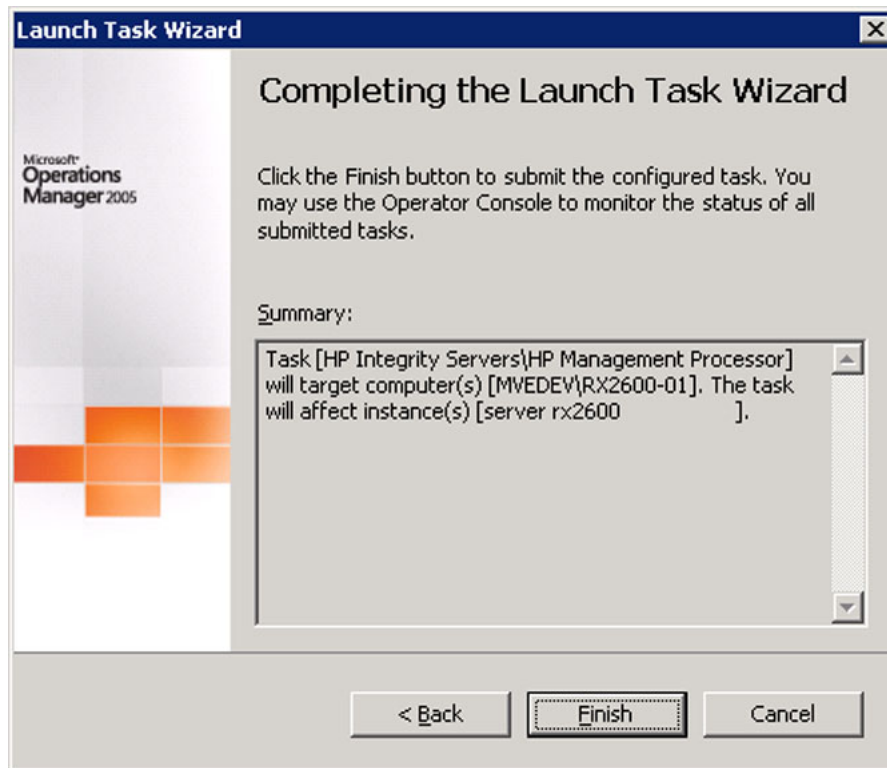 Launch Task Wizard
Microsoft®
Operations
Manager 2005
Completing the Launch Task Wizard
Click the Finish button to submit the configured task. You
may use the Operator Console to monitor the status of all
submitted tasks.
Summary:
Task [HP Integrity Servers\HP Management Processor]
will target computer(s) [MVEDEV\RX2600-01]. The task
will affect instance(s) [server rx2600                ].
< Back
Finish
Cancel